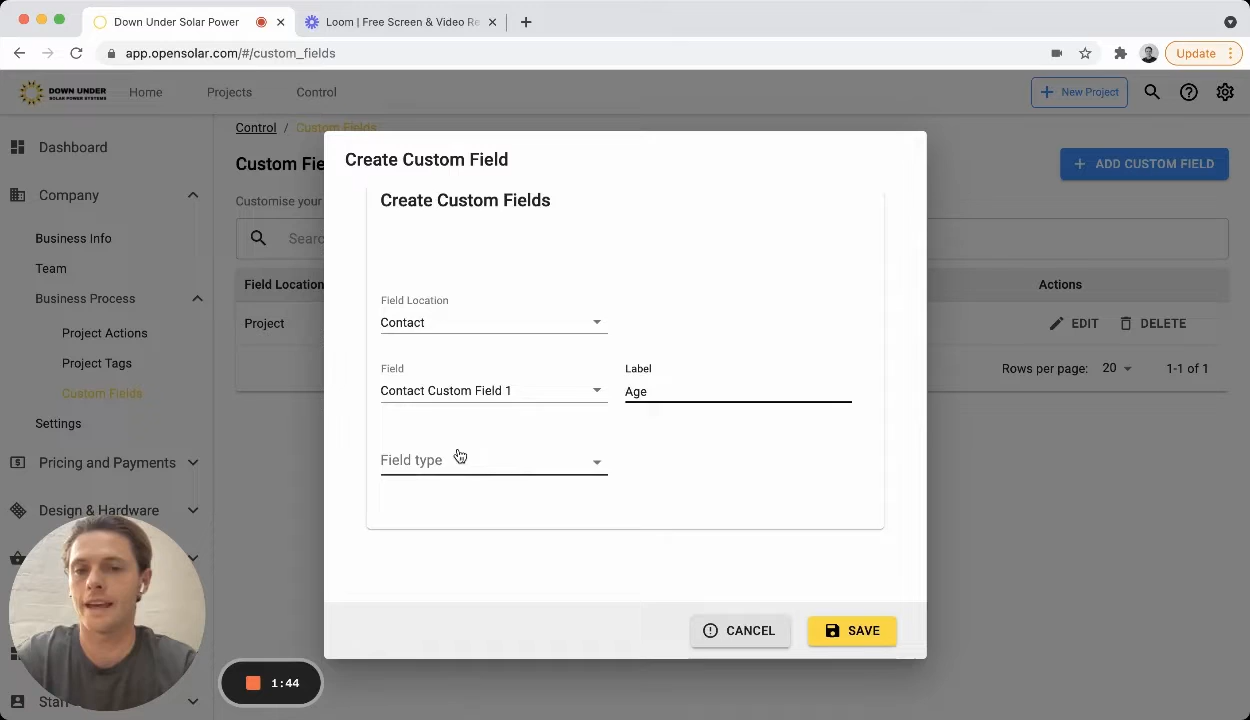 Down Under Solar Power
Loom | Free Screen & Video Re
app.opensolar.com/#/custom_fields
Update
DOWN UNDER
SOLAR POWER SYSTEMS
Home
Projects
Control
New Project
Control / Custom Fields
Dashboard
Company
Business Info
Team
Business Process
Project Actions
Project Tags
Custom Fields
Settings
Pricing and Payments
Design & Hardware
Custom Fie
ADD CUSTOM FIELD
Customise your
Searc
Field Location
Actions
Project
EDIT
DELETE
Rows per page: 20
1-1 of 1
Create Custom Field
Create Custom Fields
Field Location
Contact
Field
Contact Custom Field 1
Label
Age
Field type
CANCEL
SAVE
1:44